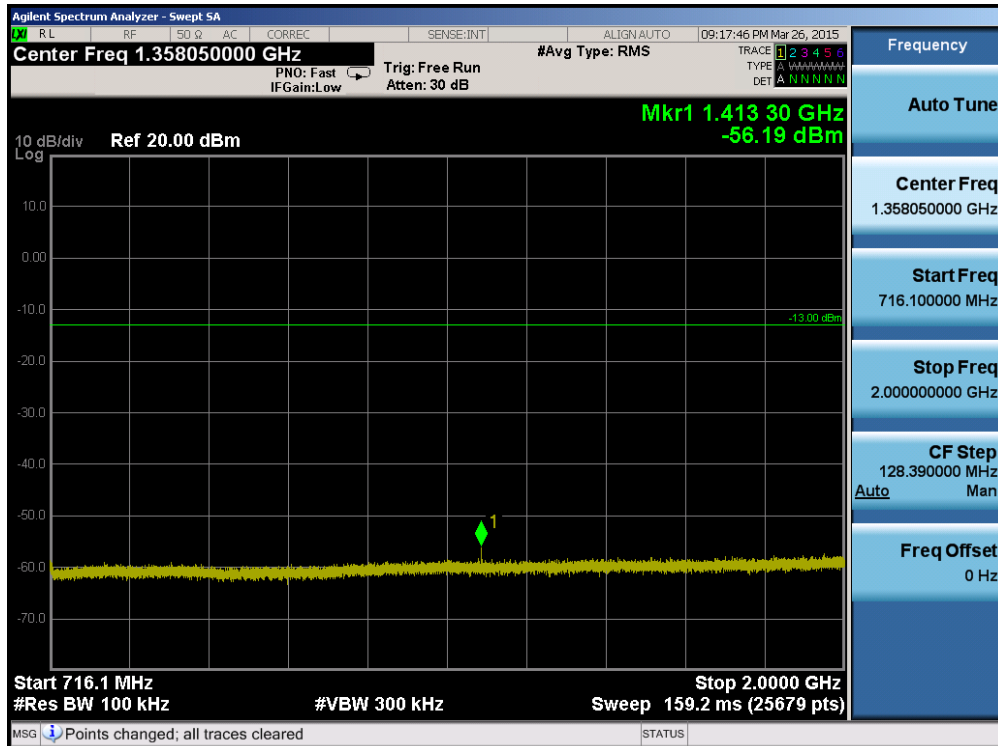 Agilent Spectrum Analyzer - Swept SA
LXI RL RF 50 Ω AC CORREC SENSE:INT ALIGN AUTO 09:17:46 PM Mar 26, 2015
Center Freq 1.358050000 GHz
PNO: Fast
IFGain:Low
Trig: Free Run
Atten: 30 dB
#Avg Type: RMS
TRACE 1 2 3 4 5 6
TYPE A WWWWW
DET A N N N N N
Mkr1 1.413 30 GHz
-56.19 dBm
10 dB/div Ref 20.00 dBm
Log
10.0
0.00
-10.0
-13.00 dBm
-20.0
-30.0
-40.0
-50.0
1
-60.0
-70.0
Start 716.1 MHz Stop 2.0000 GHz
#Res BW 100 kHz #VBW 300 kHz Sweep 159.2 ms (25679 pts)
MSG Points changed; all traces cleared STATUS
Frequency
Auto Tune
Center Freq
1.358050000 GHz
Start Freq
716.100000 MHz
Stop Freq
2.000000000 GHz
CF Step
128.390000 MHz
Auto Man
Freq Offset
0 Hz